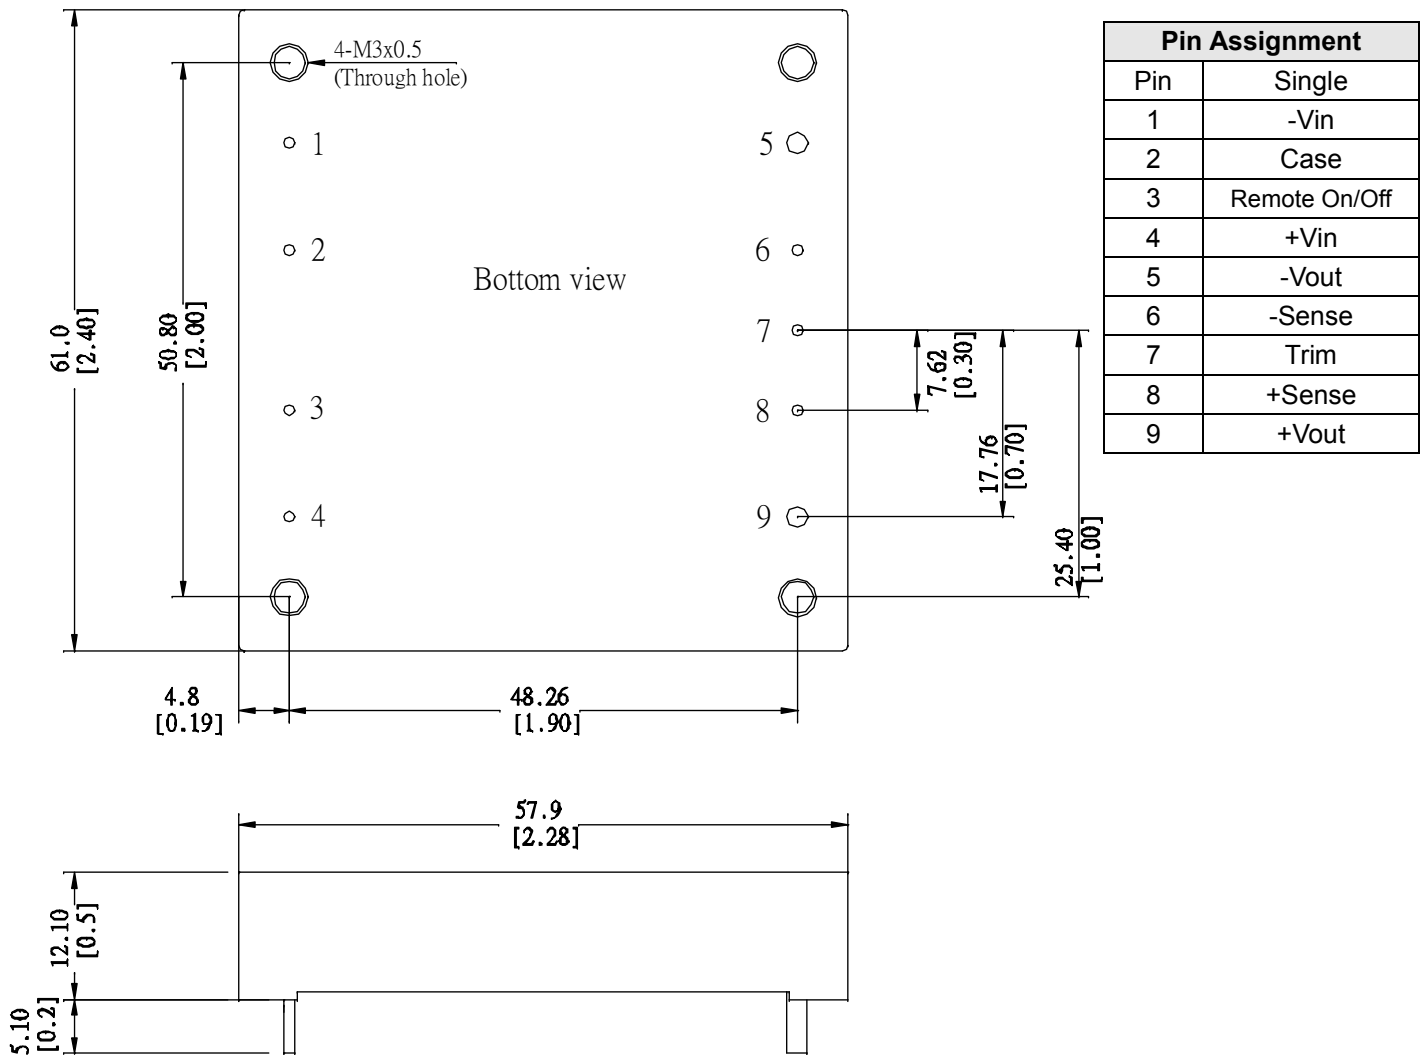 4-M3x0.5
(Through hole)
1
2
3
4
5
6
7
8
9
Bottom view
61.0
[2.40]
50.80
[2.00]
7.62
[0.30]
17.76
[0.70]
25.40
[1.00]
4.8
[0.19]
48.26
[1.90]
57.9
[2.28]
12.10
[0.5]
5.10
[0.2]
Pin Assignment
Pin Single
1 -Vin
2 Case
3 Remote On/Off
4 +Vin
5 -Vout
6 -Sense
7 Trim
8 +Sense
9 +Vout